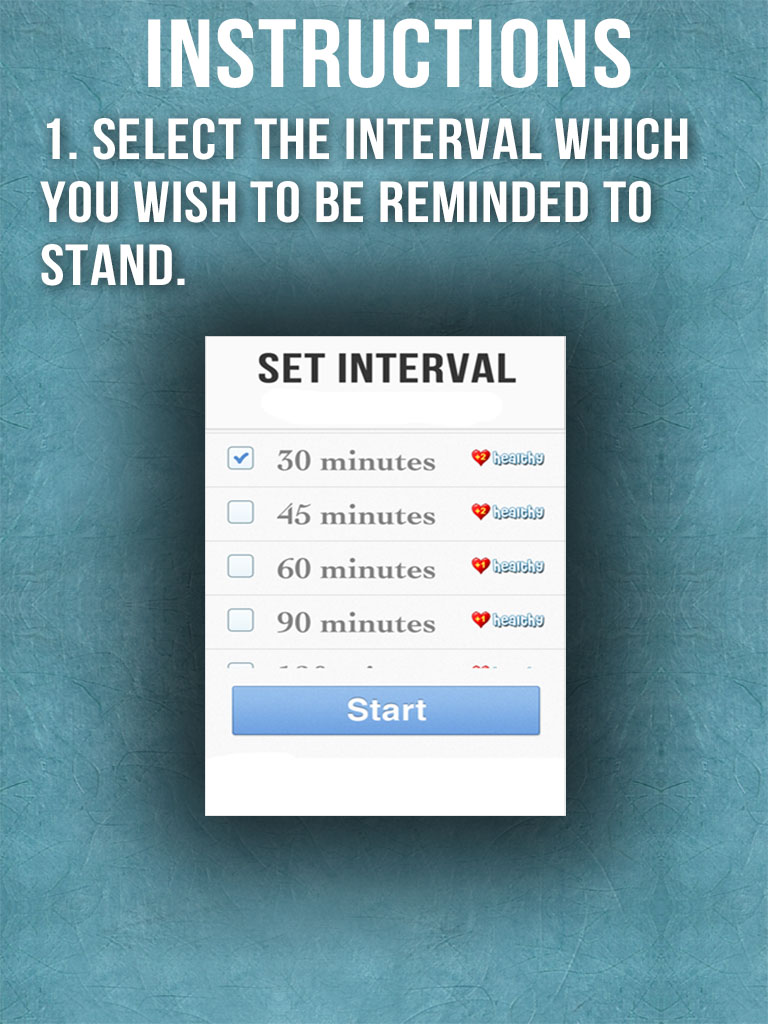 INSTRUCTIONS
1. SELECT THE INTERVAL WHICH
YOU WISH TO BE REMINDED TO
STAND.
SET INTERVAL
30 minutes +2 healthy
45 minutes +2 healthy
60 minutes +1 healthy
90 minutes +1 healthy
Start